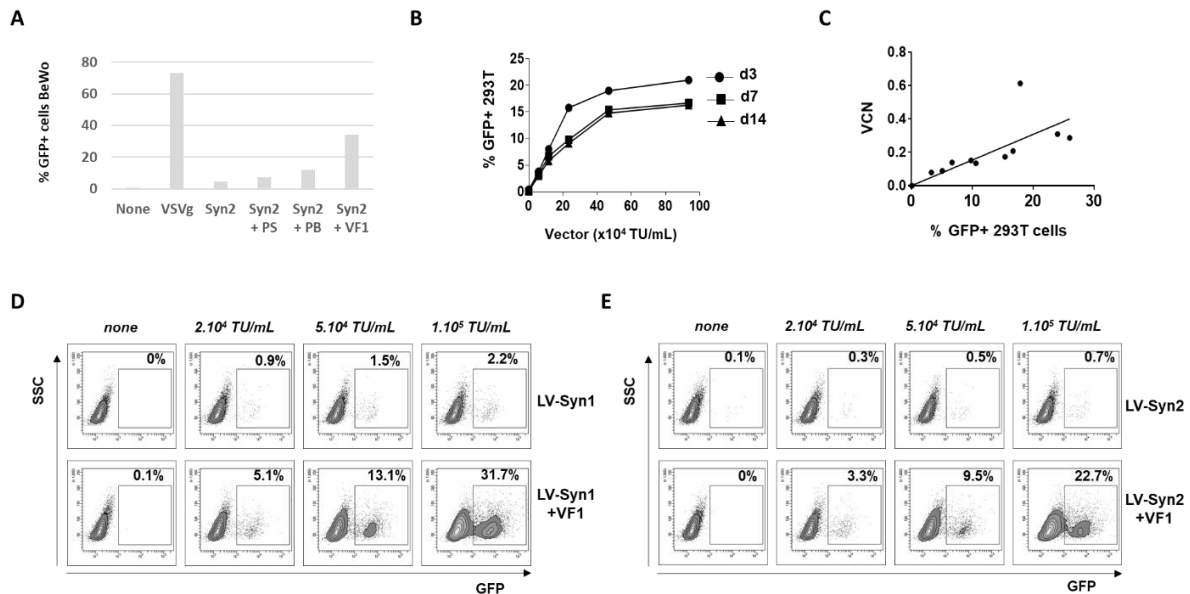 A
% GFP+ cells BeWo
80
60
40
20
0
None VSVg Syn2 Syn2 Syn2 Syn2
+ PS + PB + VF1
B
% GFP+ 293T
25
20
15
10
5
0
0 20 40 60 80 100
Vector (x10⁴ TU/mL)
d3
d7
d14
C
VCN
0.8
0.6
0.4
0.2
0.0
0 10 20 30
% GFP+ 293T cells
D
none 2.10⁴ TU/mL 5.10⁴ TU/mL 1.10⁵ TU/mL
SSC
0% 0.9% 1.5% 2.2%
LV-Syn1
0.1% 5.1% 13.1% 31.7%
LV-Syn1
+VF1
GFP
E
none 2.10⁴ TU/mL 5.10⁴ TU/mL 1.10⁵ TU/mL
SSC
0.1% 0.3% 0.5% 0.7%
LV-Syn2
0% 3.3% 9.5% 22.7%
LV-Syn2
+VF1
GFP